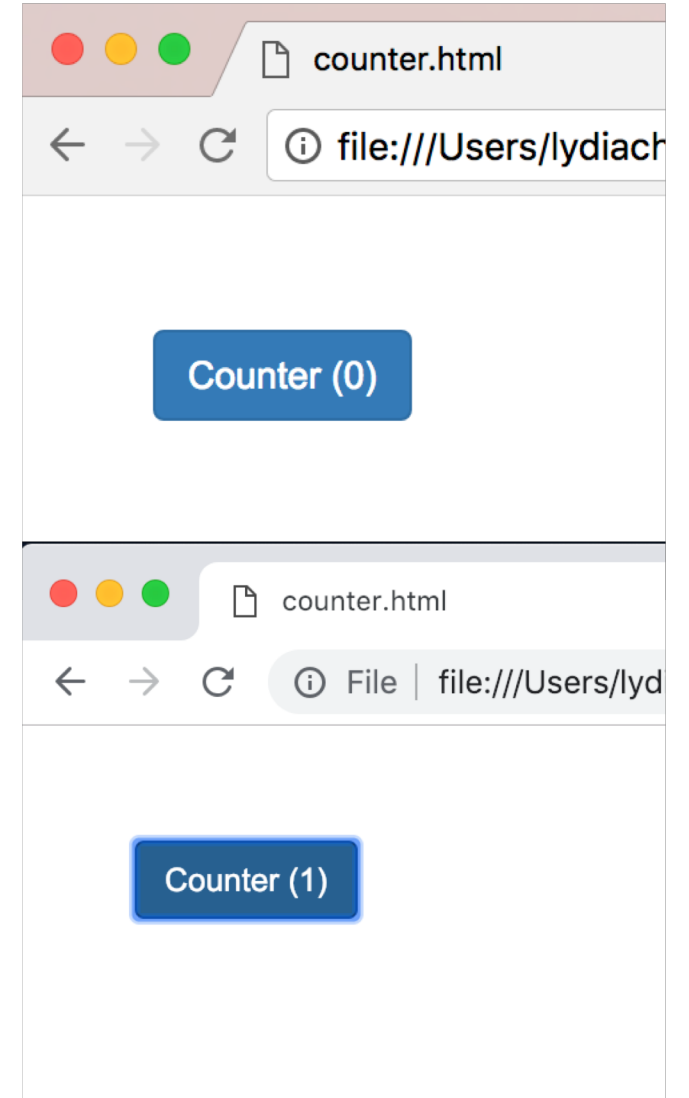 counter.html
file:///Users/lydiach
Counter (0)
counter.html
File | file:///Users/lyd
Counter (1)